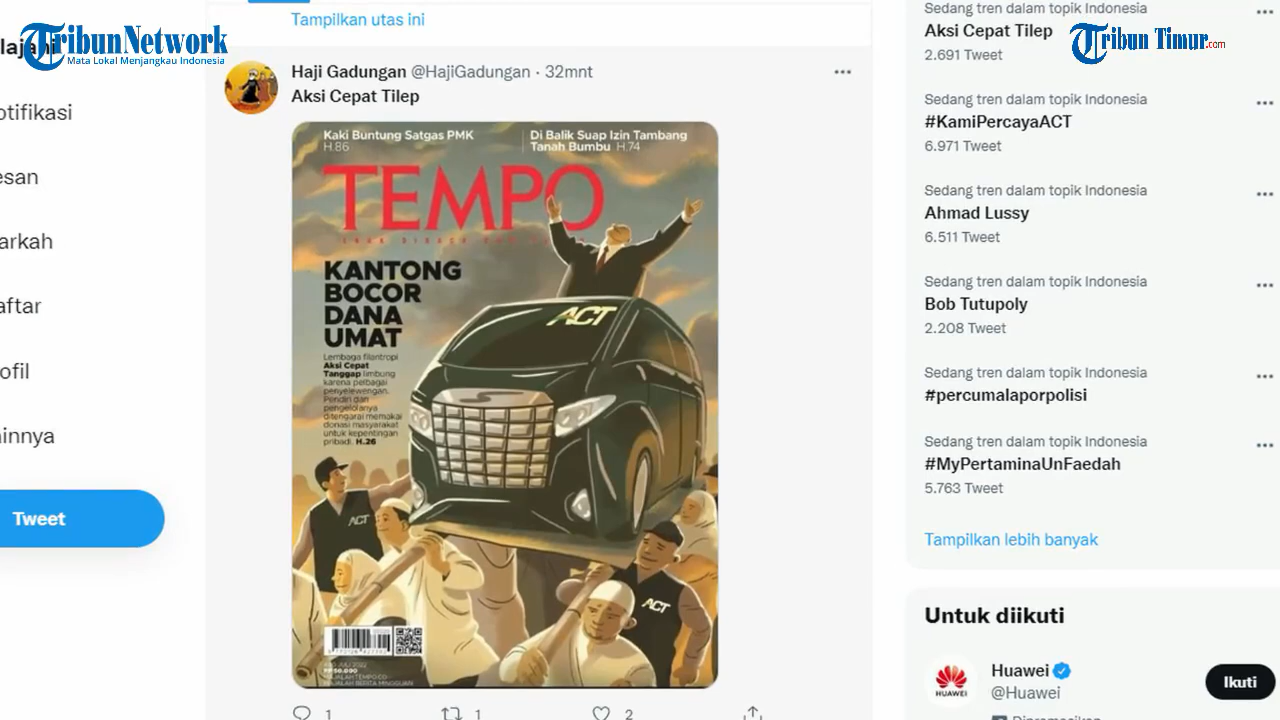 Tampilkan utas ini
TribunNetwork
Mata Lokal Menjangkau Indonesia
Haji Gadungan @HajiGadungan · 32mnt
Aksi Cepat Tilep
Kaki Buntung Satgas PMK
H.86
Di Balik Suap Izin Tambang
Tanah Bumbu H.74
TEMPO
KANTONG
BOCOR
DANA
UMAT
Lembaga filantropi
Aksi Cepat
Tanggap limbung
karena pelbagai
penyelewengan.
Pendiri dan
pengelolanya
ditengarai memakai
donasi masyarakat
untuk kepentingan
pribadi. H.26
ACT
ACT
ACT
1
1
2
otifikasi
esan
arkah
aftar
ofil
ainnya
Tweet
Sedang tren dalam topik Indonesia
Aksi Cepat Tilep
2.691 Tweet
Tribun Timur.com
Sedang tren dalam topik Indonesia
#KamiPercayaACT
6.971 Tweet
Sedang tren dalam topik Indonesia
Ahmad Lussy
6.511 Tweet
Sedang tren dalam topik Indonesia
Bob Tutupoly
2.208 Tweet
Sedang tren dalam topik Indonesia
#percumalaporpolisi
Sedang tren dalam topik Indonesia
#MyPertaminaUnFaedah
5.763 Tweet
Tampilkan lebih banyak
Untuk diikuti
Huawei
@Huawei
HUAWEI
Ikuti